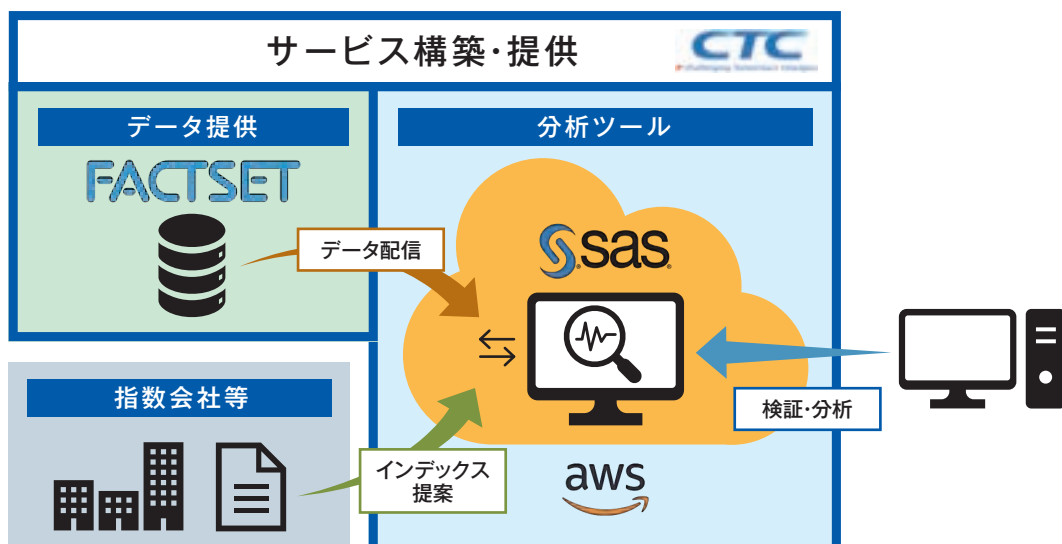 サービス構築・提供
CTC
データ提供
FACTSET
分析ツール
データ配信
sas
指数会社等
検証・分析
インデックス
提案
aws